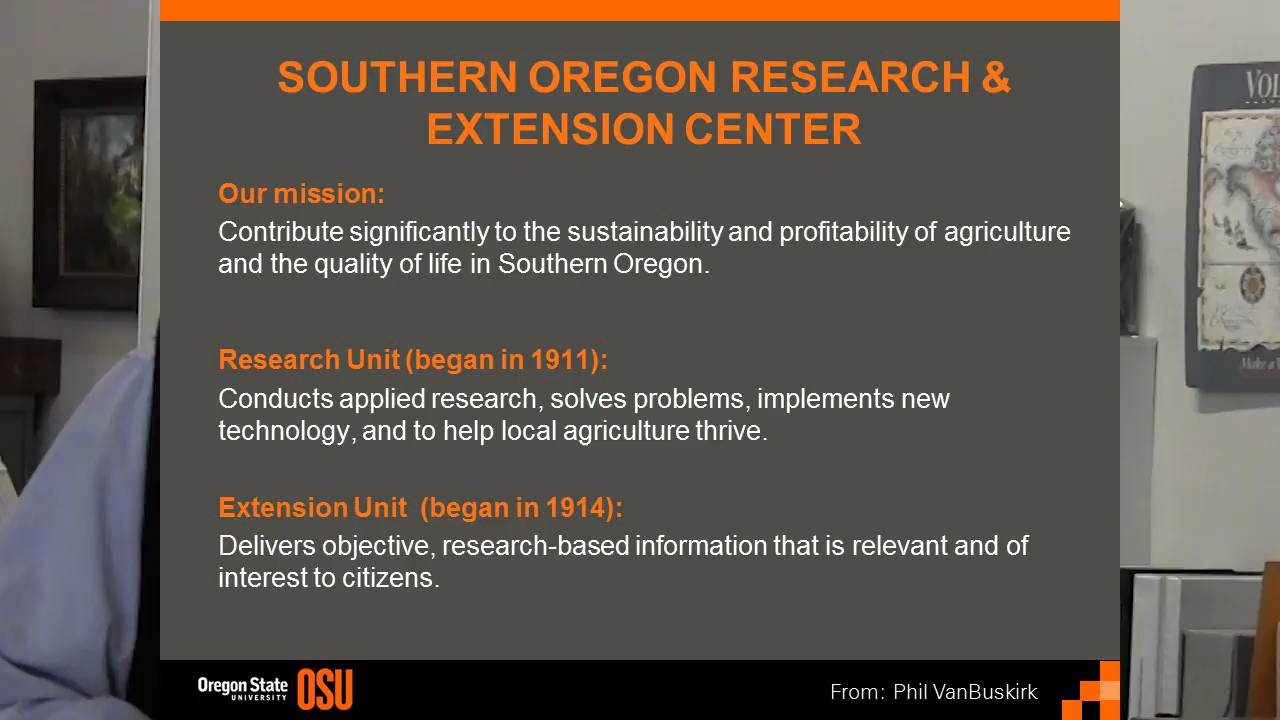 SOUTHERN OREGON RESEARCH &
EXTENSION CENTER
Our mission:
Contribute significantly to the sustainability and profitability of agriculture
and the quality of life in Southern Oregon.
Research Unit (began in 1911):
Conducts applied research, solves problems, implements new
technology, and to help local agriculture thrive.
Extension Unit (began in 1914):
Delivers objective, research-based information that is relevant and of
interest to citizens.
Oregon State
UNIVERSITY
OSU
From: Phil VanBuskirk